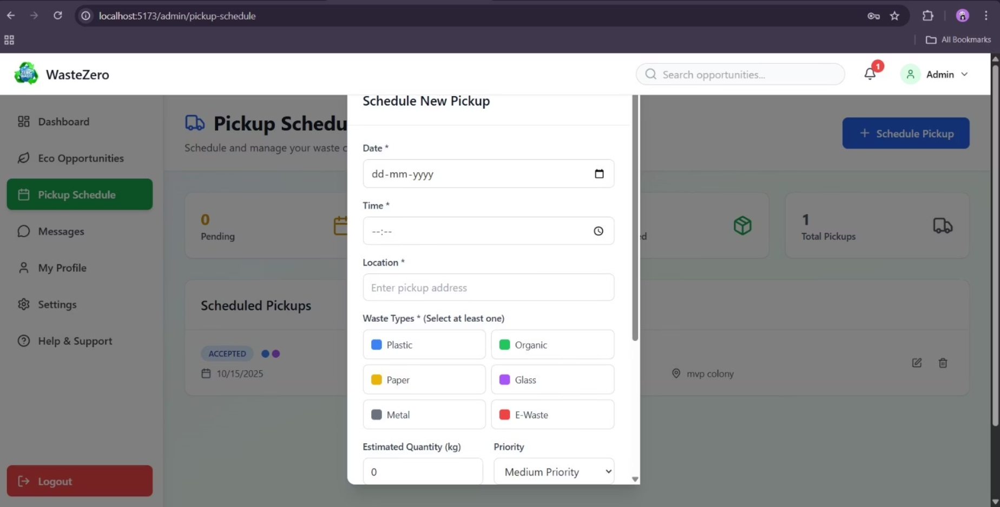 localhost:5173/admin/pickup-schedule
All Bookmarks
ZERO WASTE
WasteZero
Search opportunities...
1
Admin
Dashboard
Eco Opportunities
Pickup Schedule
Messages
My Profile
Settings
Help & Support
Logout
Pickup Schedu
Schedule and manage your waste c
Schedule Pickup
0
Pending
ed
1
Total Pickups
Scheduled Pickups
ACCEPTED
10/15/2025
mvp colony
Schedule New Pickup
Date *
dd-mm-yyyy
Time *
--:--
Location *
Enter pickup address
Waste Types * (Select at least one)
Plastic
Organic
Paper
Glass
Metal
E-Waste
Estimated Quantity (kg)
Priority
0
Medium Priority